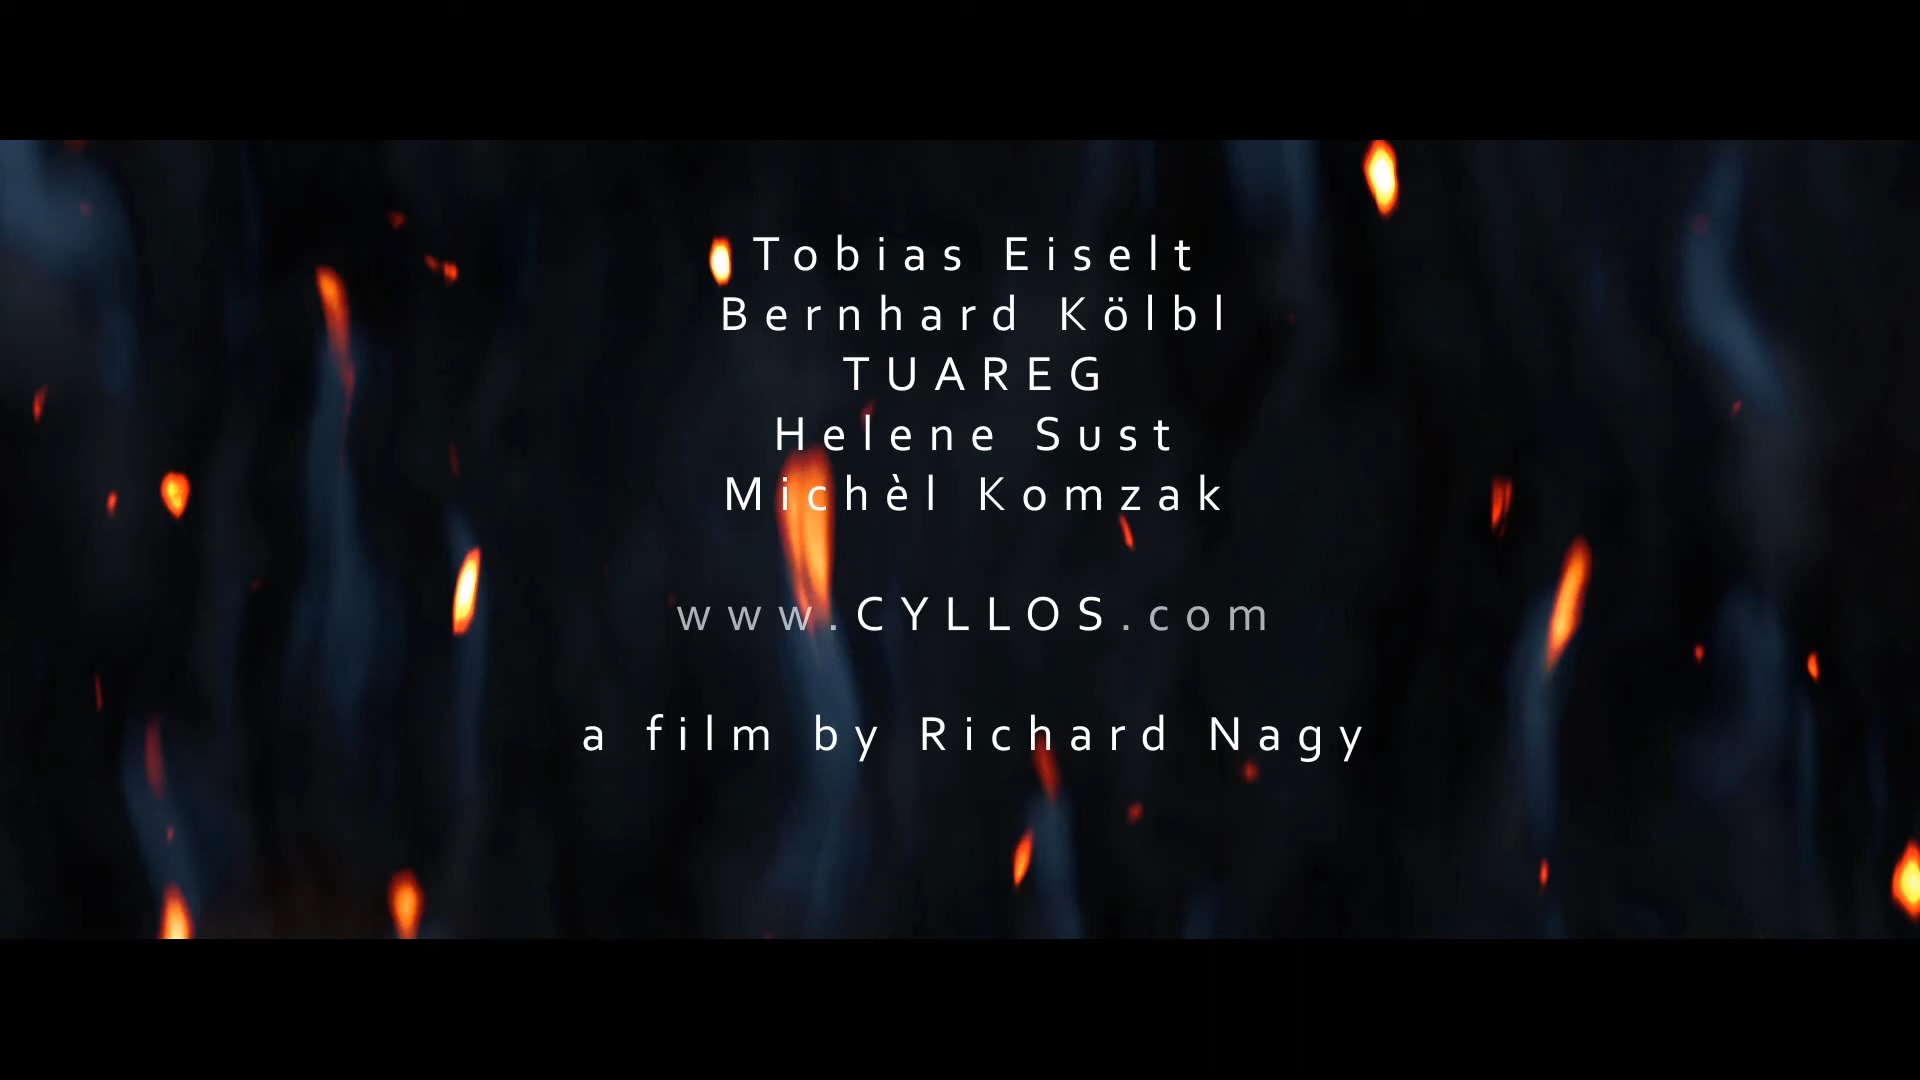 Tobias Eiselt
Bernhard Kölbl
TUAREG
Helene Sust
Michèl Komzak
www.CYLLOS.com
a film by Richard Nagy